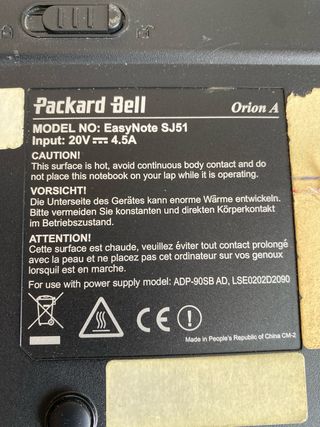 Packard Bell Orion A
MODEL NO: EasyNote SJ51
Input: 20V ⎓ 4.5A
CAUTION!
This surface is hot, avoid continuous body contact and do
not place this notebook on your lap while it is operating.
VORSICHT!
Die Unterseite des Gerätes kann enorme Wärme entwickeln.
Bitte vermeiden Sie konstanten und direkten Körperkontakt
im Betriebszustand.
ATTENTION!
Cette surface est chaude, veuillez éviter tout contact prolongé
avec la peau et ne placez pas cet ordinateur sur vos genoux
lorsquil est en marche.
For use with power supply model: ADP-90SB AD, LSE0202D2090
CE
Made in People's Republic of China CM-2